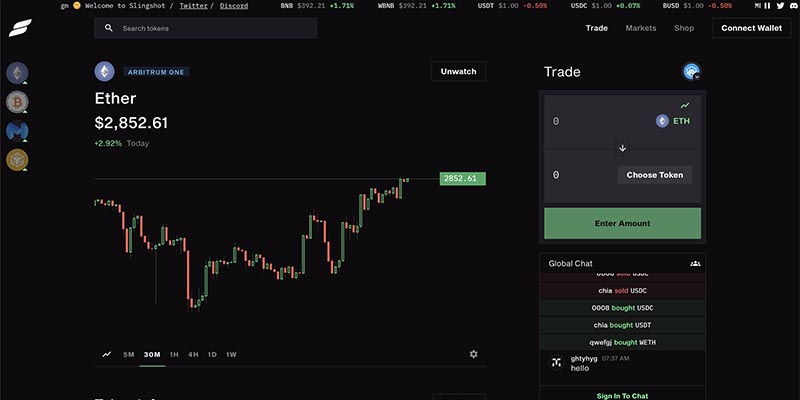 gm 😊 Welcome to Slingshot / Twitter / Discord
BNB $392.21 +1.71% WBNB $392.21 +1.71% USDT $1.00 -0.50% USDC $1.00 +0.07% BUSD $1.00 -0.50%
Search tokens
Trade Markets Shop Connect Wallet
ARBITRUM ONE
Unwatch
Ether
$2,852.61
+2.92% Today
2852.61
5M 30M 1H 4H 1D 1W
Trade
0 ETH
0 Choose Token
Enter Amount
Global Chat
0008 sold USDC
chia sold USDC
0008 bought USDC
chia bought USDT
qwefgj bought WETH
ghtyhyg 07:37 AM
hello
Sign In To Chat